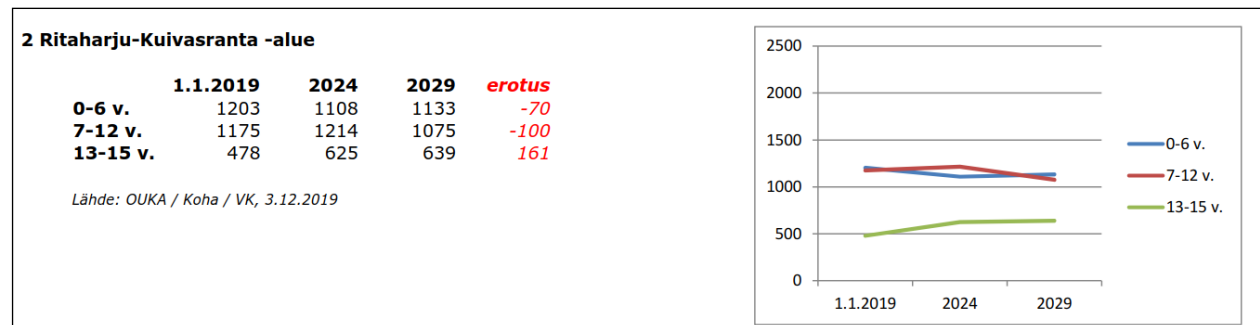 2 Ritaharju-Kuivasranta -alue
1.1.2019 2024 2029 erotus
0-6 v. 1203 1108 1133 -70
7-12 v. 1175 1214 1075 -100
13-15 v. 478 625 639 161
Lähde: OUKA / Koha / VK, 3.12.2019
2500
2000
1500
1000
500
0
1.1.2019 2024 2029
0-6 v.
7-12 v.
13-15 v.